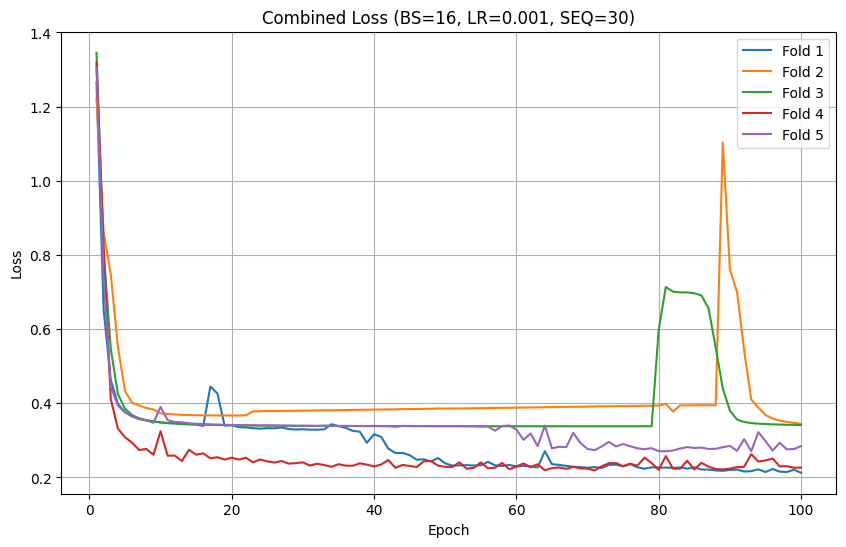 Combined Loss (BS=16, LR=0.001, SEQ=30)
1.4
1.2
1.0
0.8
0.6
0.4
0.2
Loss
Fold 1
Fold 2
Fold 3
Fold 4
Fold 5
0 20 40 60 80 100
Epoch